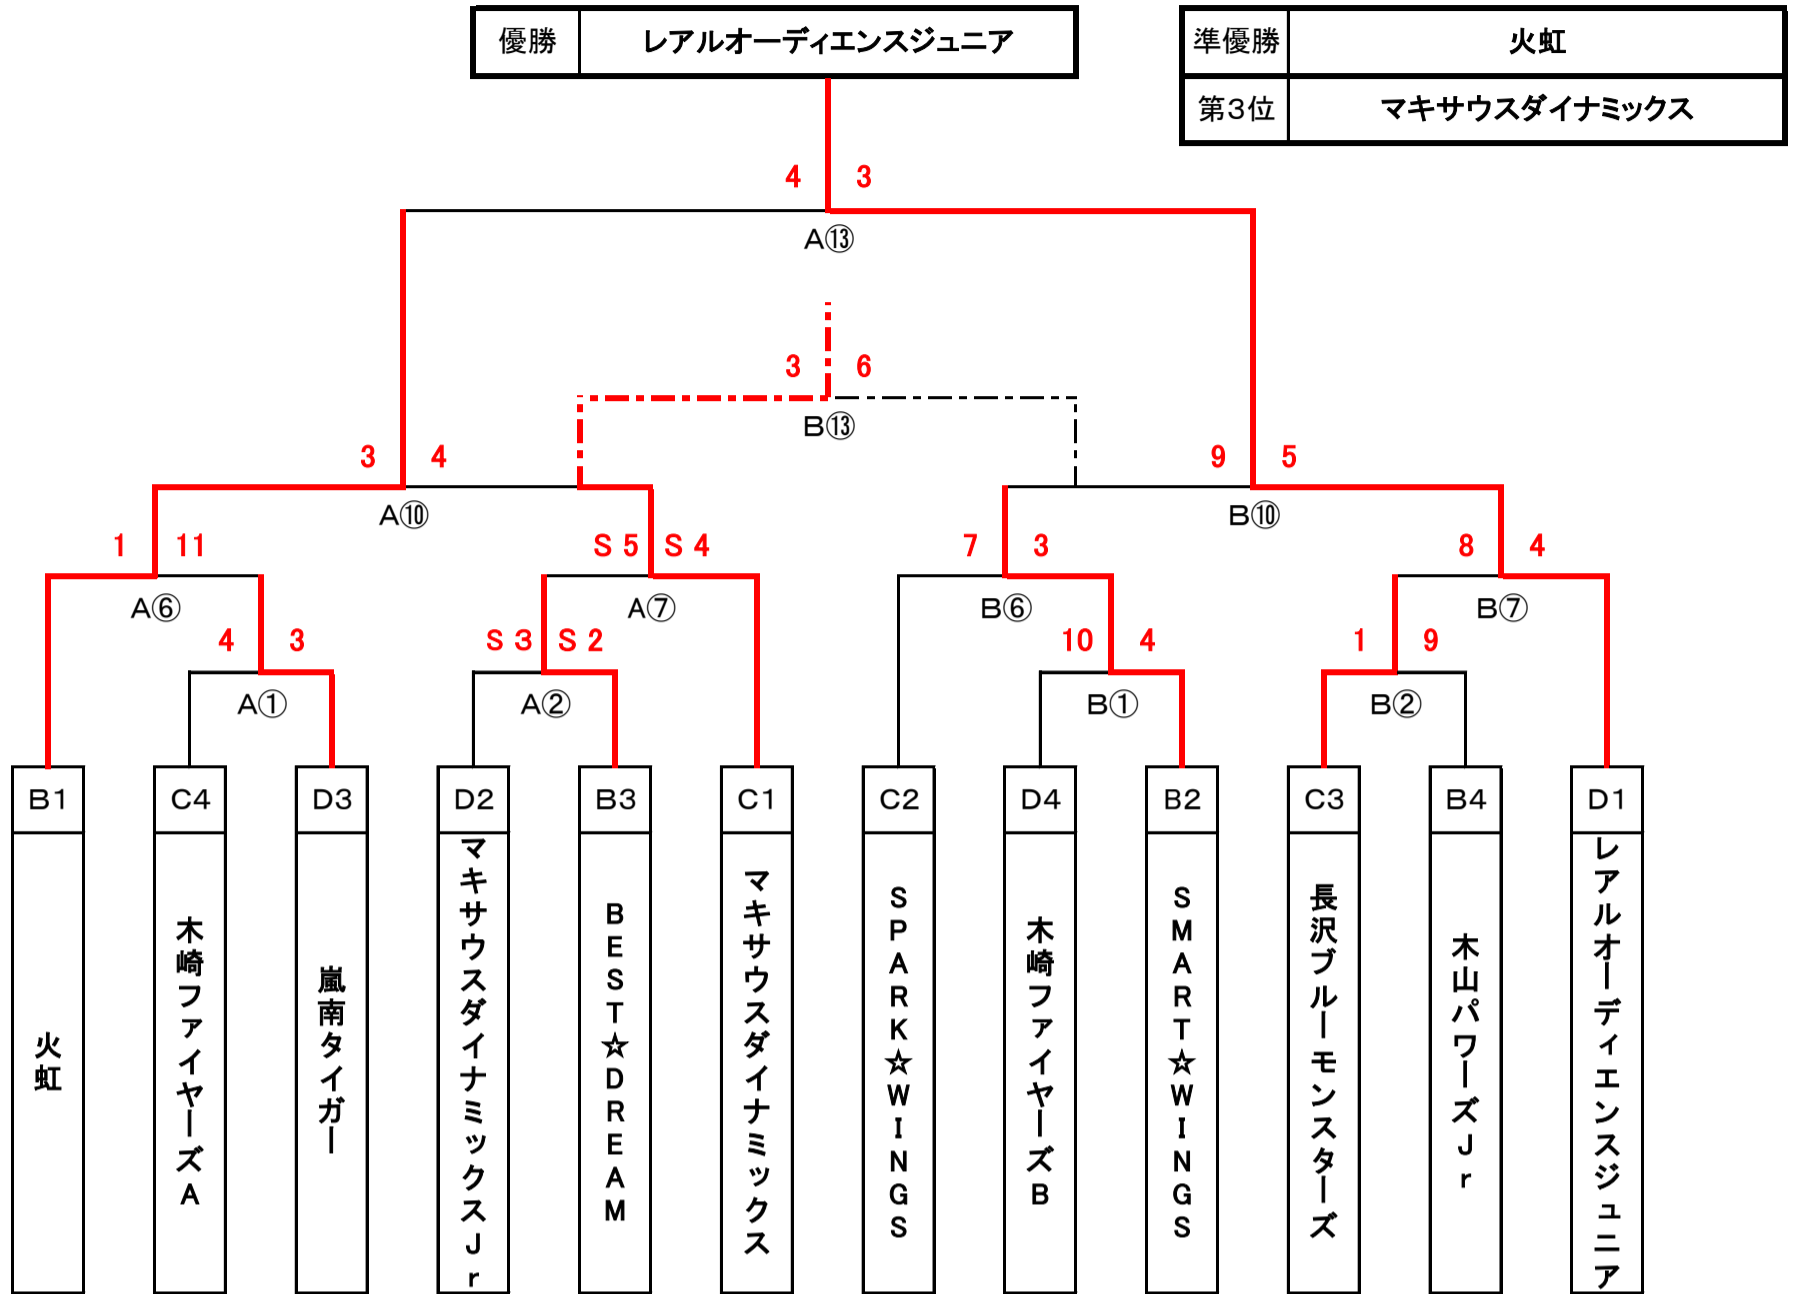 優勝 レアルオーディエンスジュニア
準優勝 火虹
第3位 マキサウスダイナミックス
4 3
A⑬
3 6
B⑬
3 4
9 5
A⑩
B⑩
1 11
S 5 S 4
7 3
8 4
A⑥
A⑦
B⑥
B⑦
4 3
S 3 S 2
10 4
1 9
A①
A②
B①
B②
B1 C4 D3 D2 B3 C1 C2 D4 B2 C3 B4 D1
火虹
木崎ファイヤーズA
嵐南タイガー
マキサウスダイナミックスJr
BEST☆DREAM
マキサウスダイナミックス
SPARK☆WINGS
木崎ファイヤーズB
SMART☆WINGS
長沢ブルーモンスターズ
木山パワーズJr
レアルオーディエンスジュニア